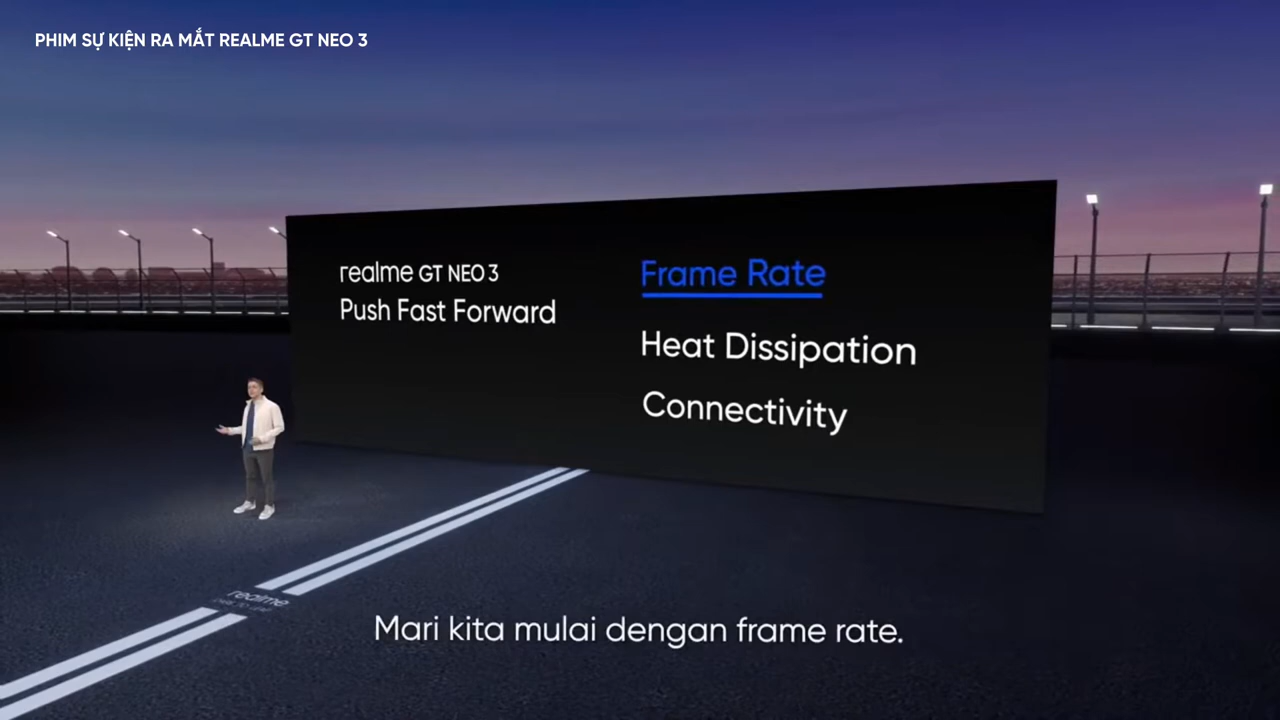 PHIM SỰ KIỆN RA MẮT REALME GT NEO 3
realme GT NEO 3
Push Fast Forward
Frame Rate
Heat Dissipation
Connectivity
realme
Mari kita mulai dengan frame rate.